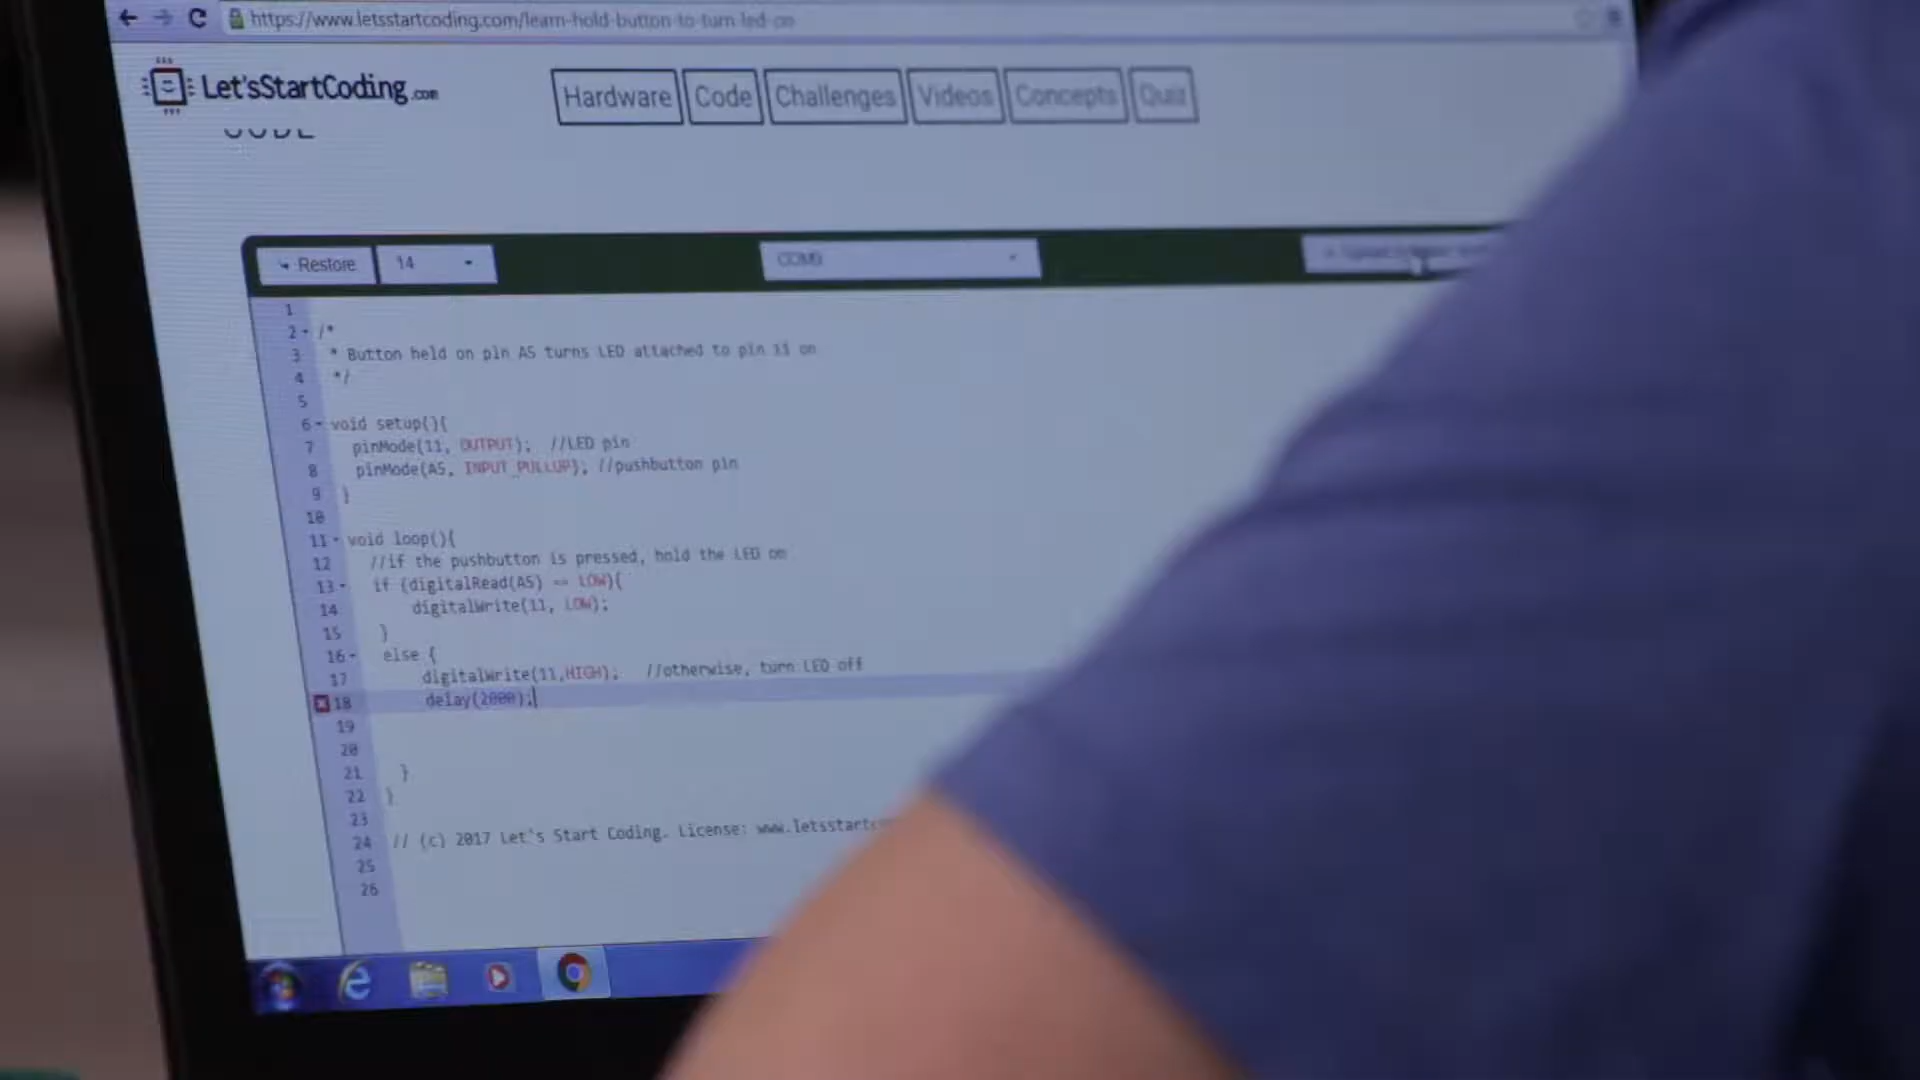 https://www.letsstartcoding.com/learn-hold-button-to-turn-led-on
Let'sStartCoding.com
Hardware Code Challenges Videos Concepts Quiz
CODE
Restore 14 COM9
1
2 /*
3 * Button held on pin A5 turns LED attached to pin 11 on
4 */
5
6 void setup(){
7 pinMode(11, OUTPUT); //LED pin
8 pinMode(A5, INPUT_PULLUP); //pushbutton pin
9 }
10
11 void loop(){
12 //if the pushbutton is pressed, hold the LED on
13 if (digitalRead(A5) == LOW){
14 digitalWrite(11, LOW);
15 }
16 else {
17 digitalWrite(11,HIGH); //otherwise, turn LED off
18 delay(2000);
19
20
21 }
22 }
23
24 // (c) 2017 Let's Start Coding. License: www.letsstartc
25
26